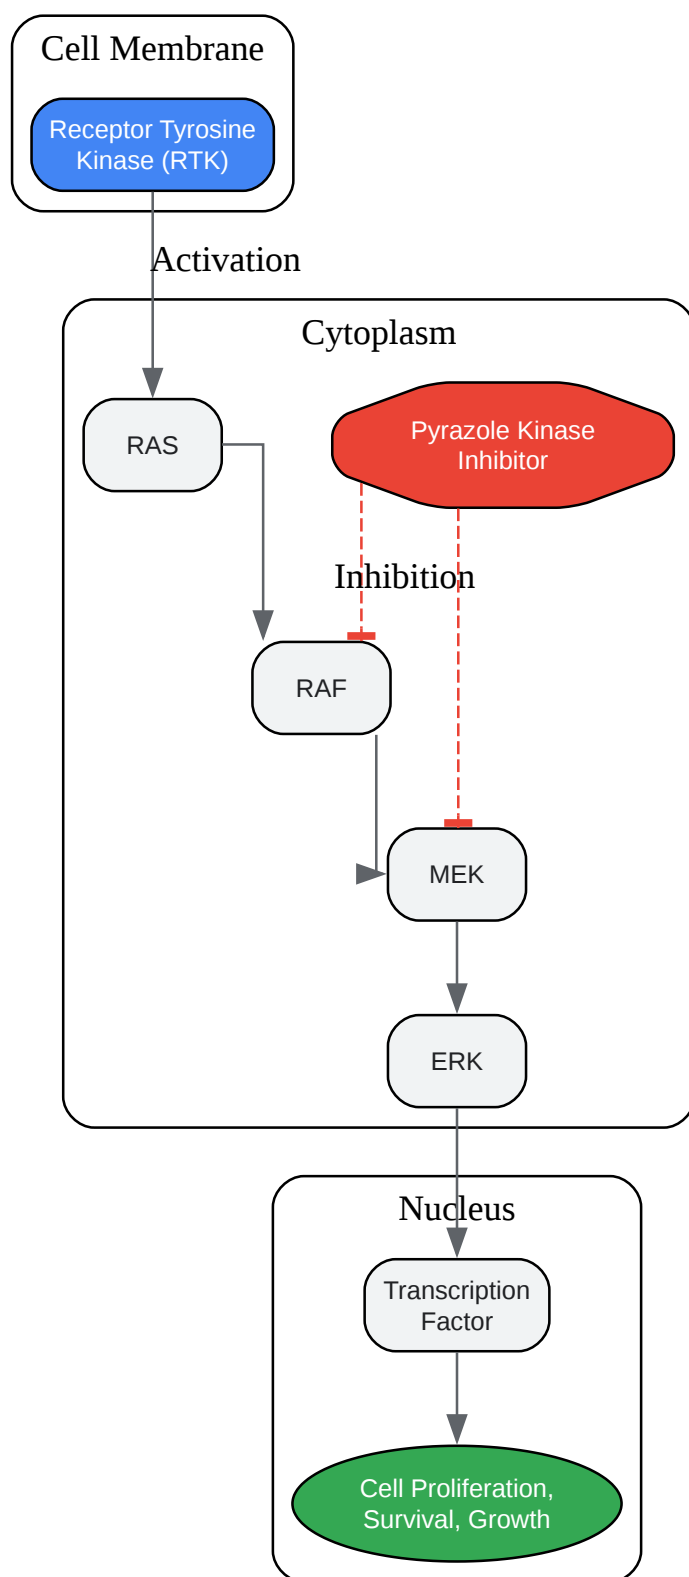 Cell Membrane
Receptor Tyrosine
Kinase (RTK)
Activation
Cytoplasm
RAS
Pyrazole Kinase
Inhibitor
Inhibition
RAF
MEK
ERK
Nucleus
Transcription
Factor
Cell Proliferation,
Survival, Growth